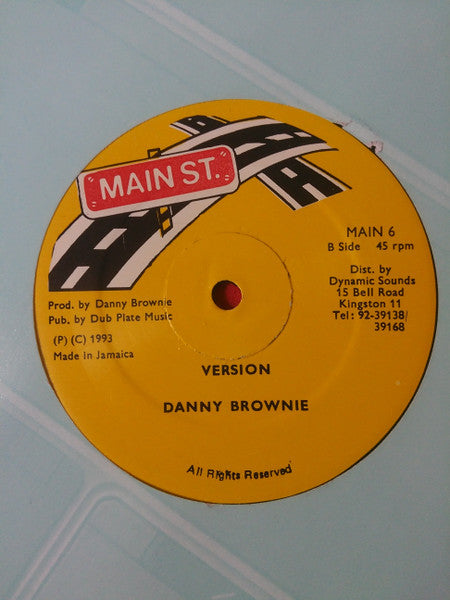 MAIN ST.
MAIN 6
B Side 45 rpm
Dist. by
Dynamic Sounds
15 Bell Road
Kingston 11
Tel: 92-39138/
39168
Prod. by Danny Brownie
Pub. by Dub Plate Music
(P) (C) 1993
Made in Jamaica
VERSION
DANNY BROWNIE
All Rights Reserved